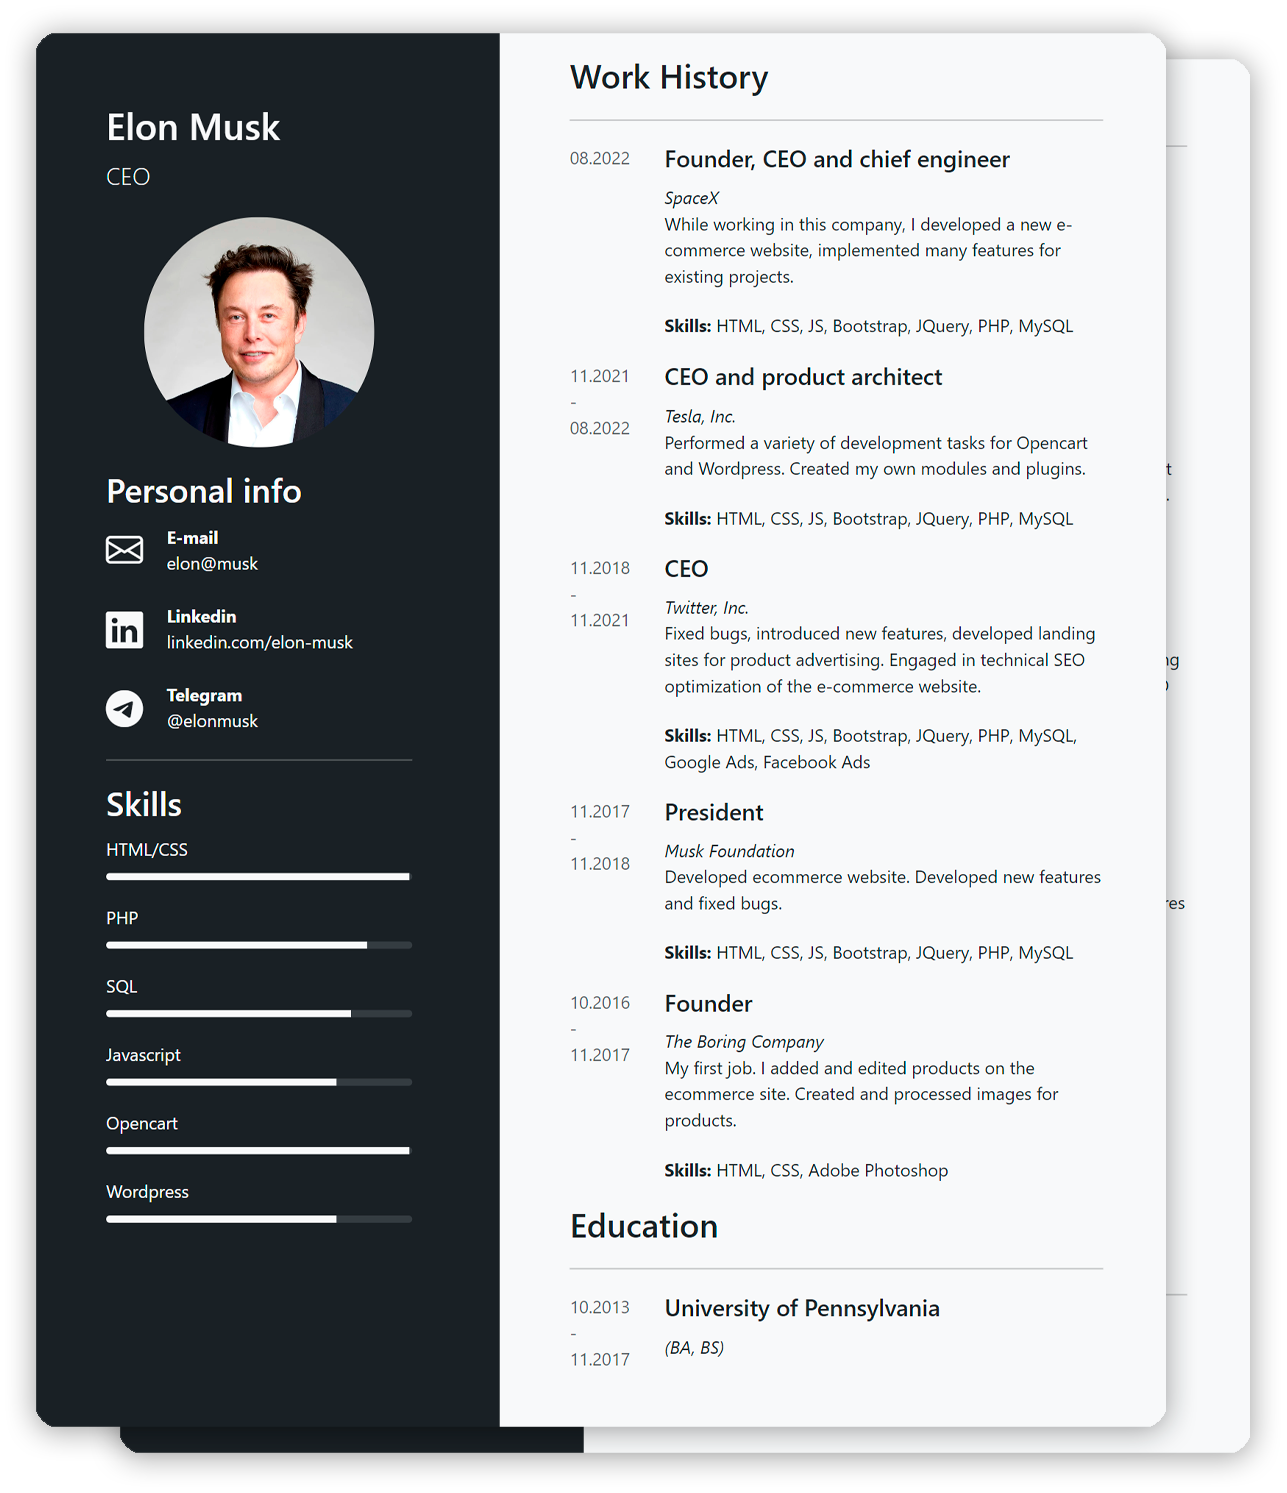 Elon Musk
CEO
Personal info
E-mail
elon@musk
Linkedin
linkedin.com/elon-musk
Telegram
@elonmusk
Skills
HTML/CSS
PHP
SQL
Javascript
Opencart
Wordpress
Work History
08.2022
Founder, CEO and chief engineer
SpaceX
While working in this company, I developed a new e-
commerce website, implemented many features for
existing projects.
Skills: HTML, CSS, JS, Bootstrap, JQuery, PHP, MySQL
11.2021
-
08.2022
CEO and product architect
Tesla, Inc.
Performed a variety of development tasks for Opencart
and Wordpress. Created my own modules and plugins.
Skills: HTML, CSS, JS, Bootstrap, JQuery, PHP, MySQL
11.2018
-
11.2021
CEO
Twitter, Inc.
Fixed bugs, introduced new features, developed landing
sites for product advertising. Engaged in technical SEO
optimization of the e-commerce website.
Skills: HTML, CSS, JS, Bootstrap, JQuery, PHP, MySQL,
Google Ads, Facebook Ads
11.2017
-
11.2018
President
Musk Foundation
Developed ecommerce website. Developed new features
and fixed bugs.
Skills: HTML, CSS, JS, Bootstrap, JQuery, PHP, MySQL
10.2016
-
11.2017
Founder
The Boring Company
My first job. I added and edited products on the
ecommerce site. Created and processed images for
products.
Skills: HTML, CSS, Adobe Photoshop
Education
10.2013
-
11.2017
University of Pennsylvania
(BA, BS)